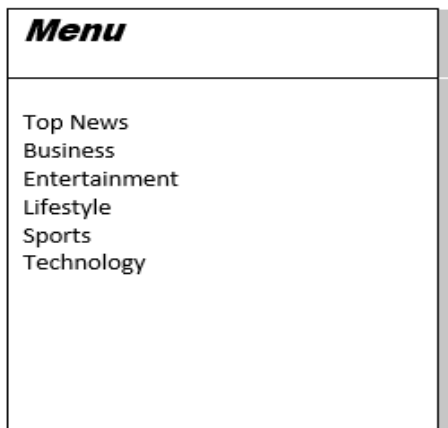 Menu
Top News
Business
Entertainment
Lifestyle
Sports
Technology